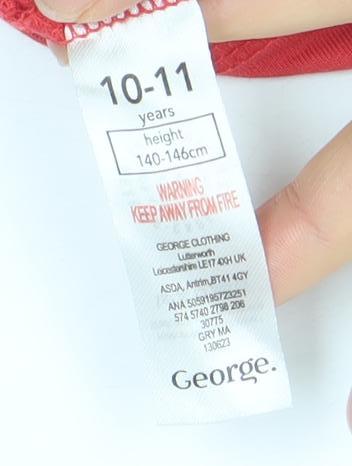 10-11
years
height
140-146cm
WARNING
KEEP AWAY FROM FIRE
GEORGE CLOTHING
Lutterworth
Leicestershire LE17 4XH UK
ASDA, Antrim,BT41 4GY
ANA 5059195723251
574 5740 2798 206
30775
GRY MA
130623
George.